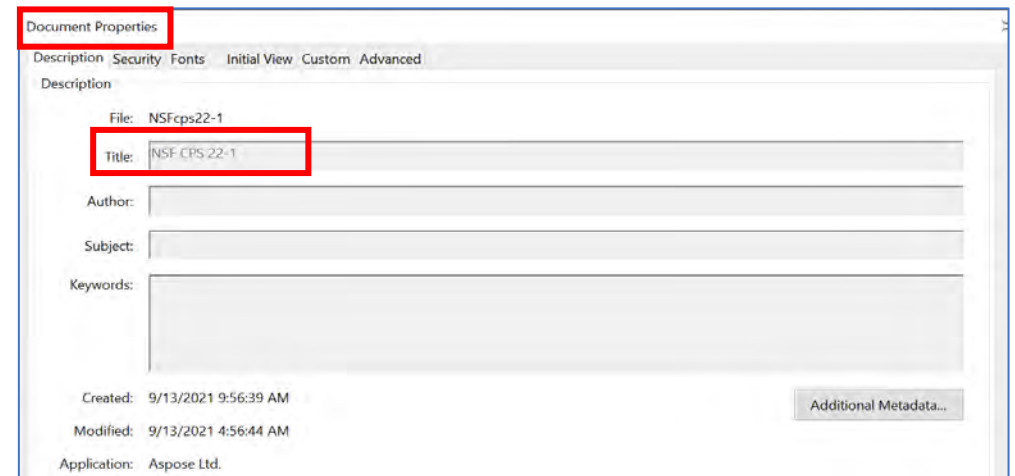 Document Properties
Description Security Fonts Initial View Custom Advanced
Description
File: NSFcps22-1
Title: NSF CPS 22-1
Author:
Subject:
Keywords:
Created: 9/13/2021 9:56:39 AM
Additional Metadata...
Modified: 9/13/2021 4:56:44 AM
Application: Aspose Ltd.